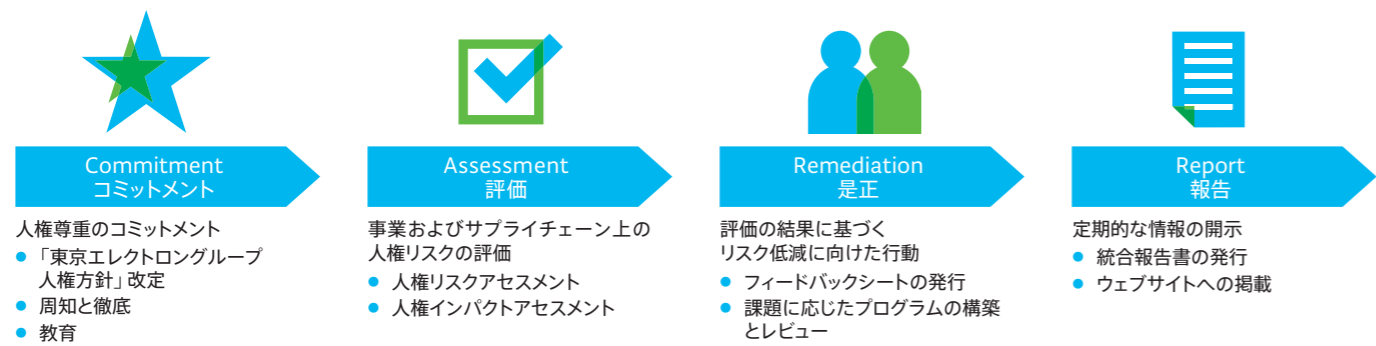 Commitment
コミットメント
人権尊重のコミットメント
● 「東京エレクトロングループ
人権方針」改定
● 周知と徹底
● 教育
Assessment
評価
事業およびサプライチェーン上の
人権リスクの評価
● 人権リスクアセスメント
● 人権インパクトアセスメント
Remediation
是正
評価の結果に基づく
リスク低減に向けた行動
● フィードバックシートの発行
● 課題に応じたプログラムの構築
とレビュー
Report
報告
定期的な情報の開示
● 統合報告書の発行
● ウェブサイトへの掲載